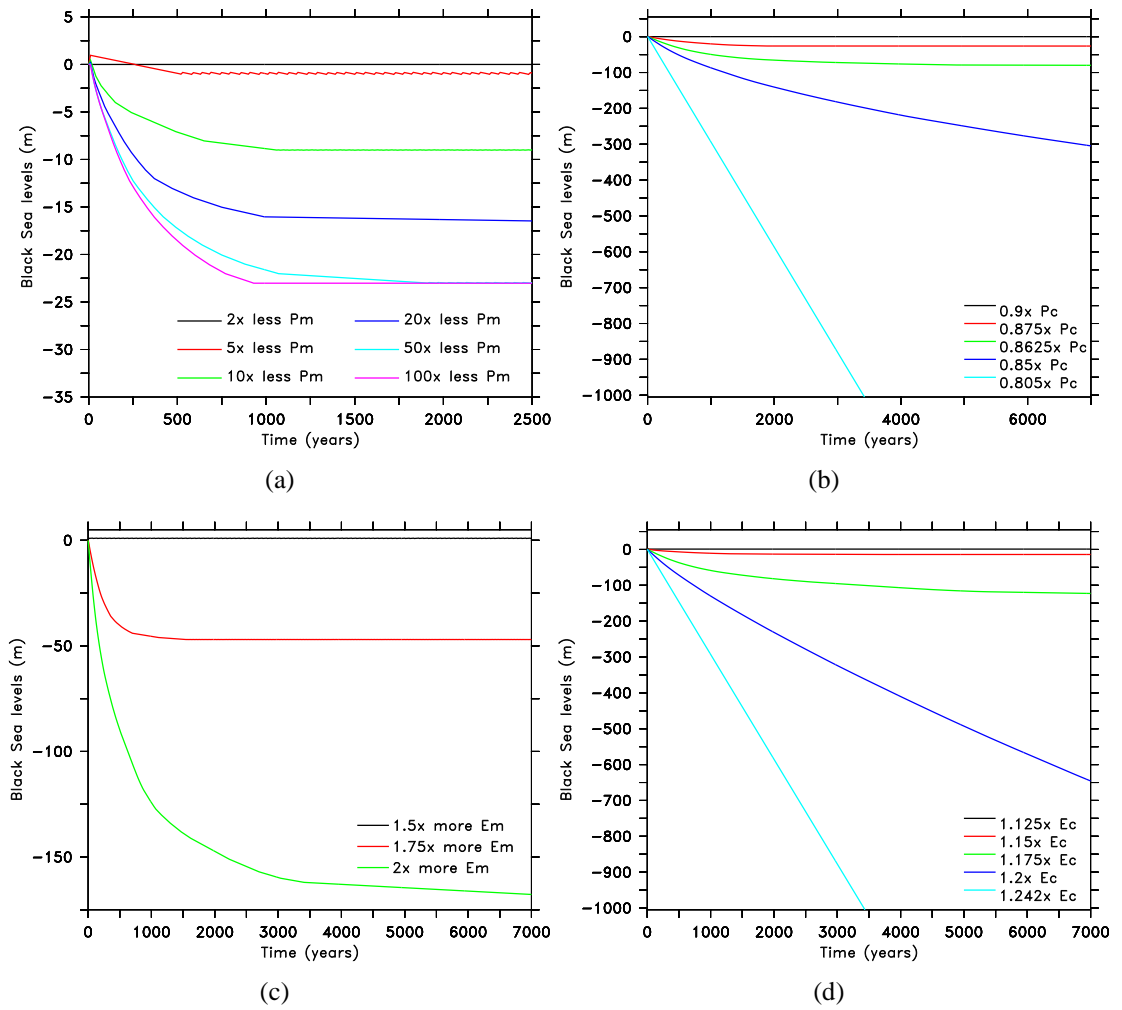 5
0
-5
-10
-15
-20
-25
-30
-35
Black Sea levels (m)
2x less Pm
5x less Pm
10x less Pm
20x less Pm
50x less Pm
100x less Pm
0 500 1000 1500 2000 2500
Time (years)
(a)
0
-100
-200
-300
-400
-500
-600
-700
-800
-900
-1000
Black Sea levels (m)
0.9x Pc
0.875x Pc
0.8625x Pc
0.85x Pc
0.805x Pc
0 2000 4000 6000
Time (years)
(b)
0
-50
-100
-150
Black Sea levels (m)
1.5x more Em
1.75x more Em
2x more Em
0 1000 2000 3000 4000 5000 6000 7000
Time (years)
(c)
0
-100
-200
-300
-400
-500
-600
-700
-800
-900
-1000
Black Sea levels (m)
1.125x Ec
1.15x Ec
1.175x Ec
1.2x Ec
1.242x Ec
0 1000 2000 3000 4000 5000 6000 7000
Time (years)
(d)